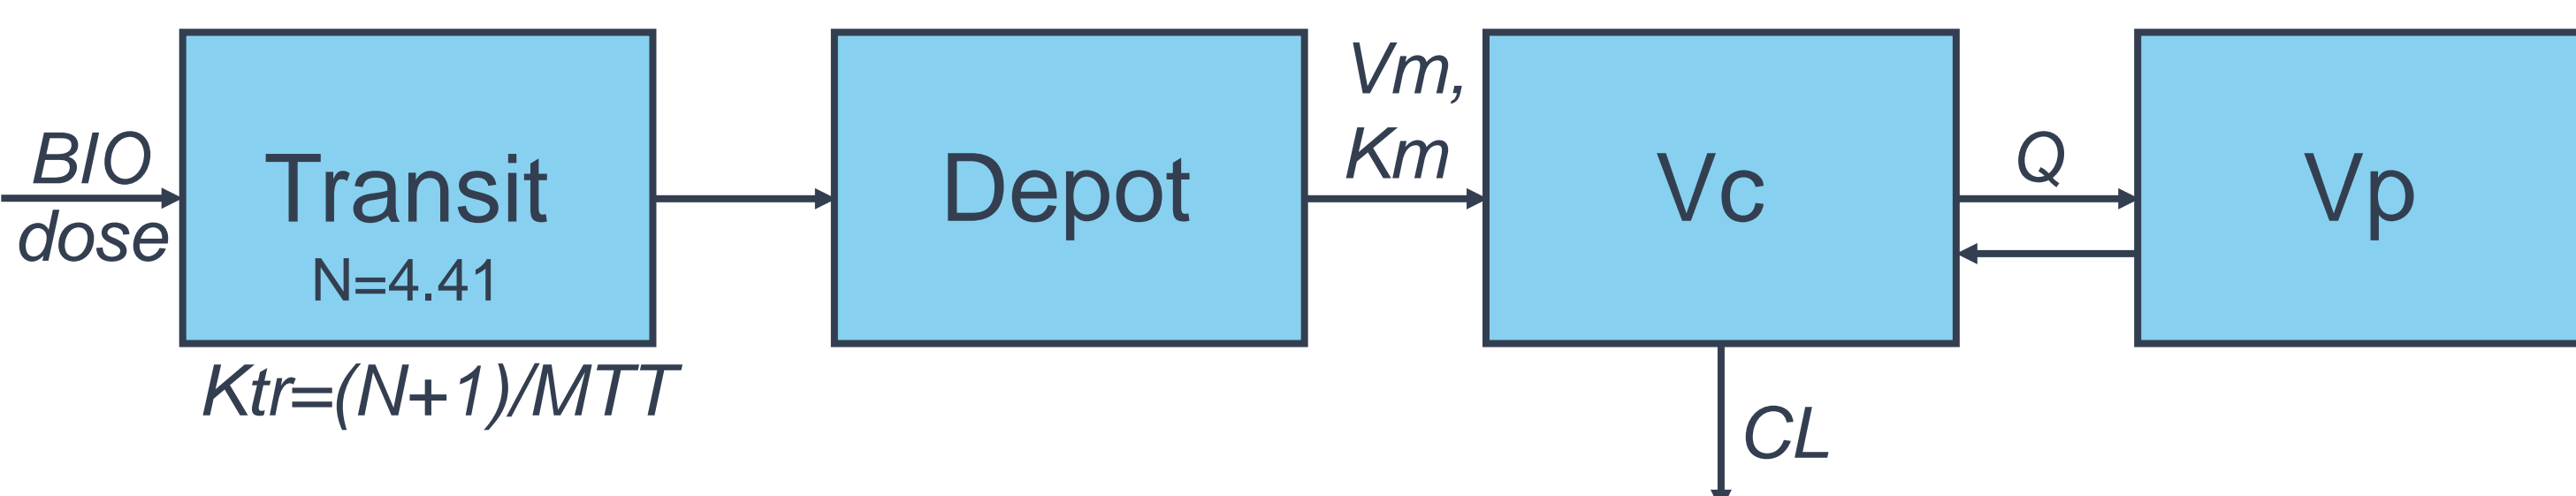 BIO
dose
Transit
N=4.41
Ktr=(N+1)/MTT
Depot
Vm,
Km
Vc
CL
Q
Vp